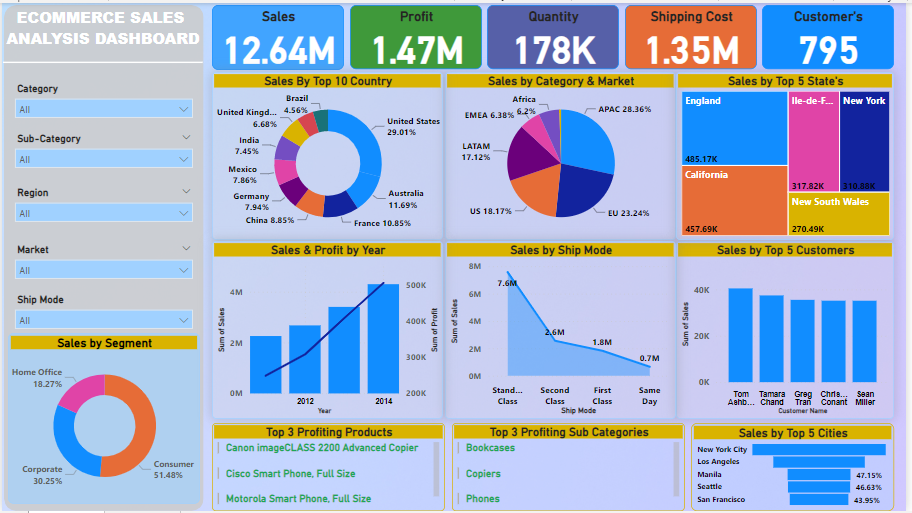 ECOMMERCE SALES
ANALYSIS DASHBOARD
Category
All
Sub-Category
All
Region
All
Market
All
Ship Mode
All
Sales by Segment
Home Office
18.27%
Corporate
30.25%
Consumer
51.48%
Sales
12.64M
Profit
1.47M
Quantity
178K
Shipping Cost
1.35M
Customer's
795
Sales By Top 10 Country
Brazil
4.56%
United Kingd...
6.68%
India
7.45%
Mexico
7.86%
Germany
7.94%
China 8.85%
France 10.85%
Australia
11.69%
United States
29.01%
Sales by Category & Market
Africa
6.2%
EMEA 6.38%
LATAM
17.12%
US 18.17%
EU 23.24%
APAC 28.36%
Sales by Top 5 State's
England
485.17K
California
457.69K
Ile-de-F...
317.82K
New York
310.88K
New South Wales
270.49K
Sales & Profit by Year
Sum of Sales
4M
2M
0M
500K
400K
300K
200K
Sum of Profit
2012
2014
Year
Sales by Ship Mode
Sum of Sales
8M
6M
4M
2M
0M
7.6M
2.6M
1.8M
0.7M
Stand... Second First Same
Class Class Class Day
Ship Mode
Sales by Top 5 Customers
Sum of Sales
40K
20K
0K
Tom Tamara Greg Chris... Sean
Ashb... Chand Tran Conant Miller
Customer Name
Top 3 Profiting Products
Canon imageCLASS 2200 Advanced Copier
Cisco Smart Phone, Full Size
Motorola Smart Phone, Full Size
Top 3 Profiting Sub Categories
Bookcases
Copiers
Phones
Sales by Top 5 Cities
New York City
Los Angeles
Manila 47.15%
Seattle 46.63%
San Francisco 43.95%